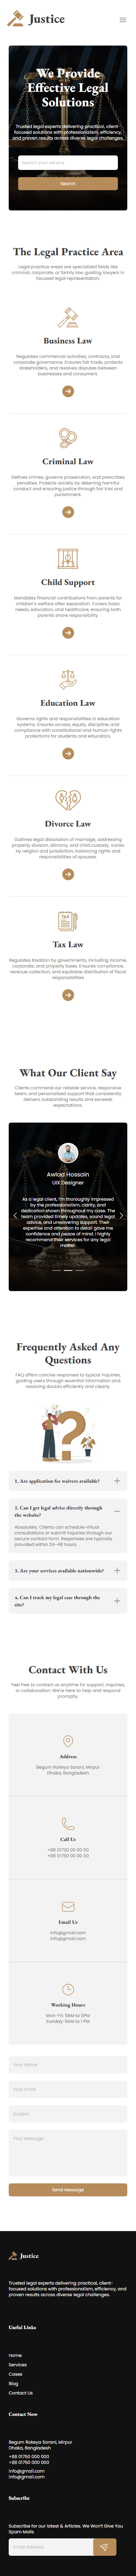 Justice
We Provide
Effective Legal
Solutions
Trusted legal experts delivering practical, client-
focused solutions with professionalism, efficiency,
and proven results across diverse legal challenges.
Search your service
Search
The Legal Practice Area
Legal practice areas are specialized fields like
criminal, corporate, or family law, guiding lawyers in
focused legal representation.
Business Law
Regulates commercial activities, contracts, and
corporate governance. Ensures fair trade, protects
stakeholders, and resolves disputes between
businesses and consumers
Criminal Law
Defines crimes, governs prosecution, and prescribes
penalties. Protects society by deterring harmful
conduct and ensuring justice through fair trial and
punishment.
Child Support
Mandates financial contributions from parents for
children's welfare after separation. Covers basic
needs, education, and healthcare, ensuring both
parents share responsibility.
Education Law
Governs rights and responsibilities in education
systems. Ensures access, equity, discipline, and
compliance with constitutional and human rights
protections for students and educators.
Divorce Law
Outlines legal dissolution of marriage, addressing
property division, alimony, and child custody. Varies
by religion and jurisdiction, balancing rights and
responsibilities of spouses.
Tax Law
Regulates taxation by governments, including income,
corporate, and property taxes. Ensures compliance,
revenue collection, and equitable distribution of fiscal
responsibilities
What Our Client Say
Clients commend our reliable service, responsive
team, and personalized support that consistently
delivers outstanding results and exceeds
expectations.
Awlad Hossain
UIX Designer
As a legal client, I'm thoroughly impressed
by the professionalism, clarity, and
dedication shown throughout my case. The
team provided timely updates, sound legal
advice, and unwavering support. Their
expertise and attention to detail gave me
confidence and peace of mind. I highly
recommend their services for any legal
matter.
Frequently Asked Any
Questions
FAQ offers concise responses to typical inquiries,
guiding users through essential information and
resolving doubts efficiently and clearly
1. Are application fee waivers available?
2. Can I get legal advice directly through
the website?
Absolutely. Clients can schedule virtual
consultations or submit inquiries through our
secure contact form. Responses are typically
provided within 24–48 hours.
3. Are your services available nationwide?
4. Can I track my legal case through the
site?
Contact With Us
Feel free to contact us anytime for support, inquiries,
or collaboration. We're here to help and respond
promptly.
Address
Begum Rokeya Sarani, Mirpur
Dhaka, Bangladesh
Call Us
+88 01750 00 00 00
+88 01750 00 00 00
Email Us
info@gmail.com
info@gmail.com
Working Hours
Mon-Fri: 9AM to 5PM
Sunday: 9AM to 1 PM
Your Name
Your Email
Subject
Your Message
Send Message
Justice
Trusted legal experts delivering practical, client-
focused solutions with professionalism, efficiency, and
proven results across diverse legal challenges.
Useful Links
Home
Services
Cases
Blog
Contact Us
Contact Now
Begum Rokeya Sarani, Mirpur
Dhaka, Bangladesh
+88 01750 000 000
+88 01750 000 000
info@gmail.com
info@gmail.com
Subscribe
Subscribe for our latest & Articles. We Won't Give You
Spam Mails
Email Address